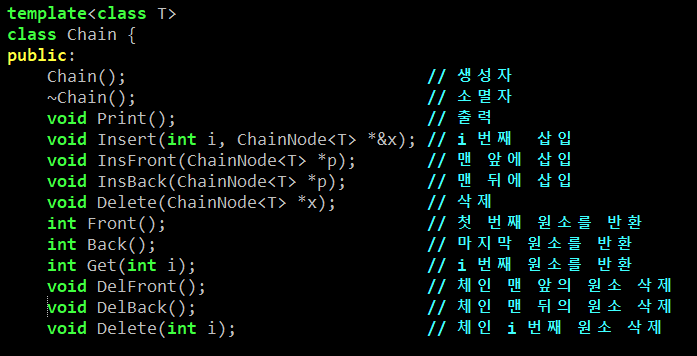 template<class T>
class Chain {
public:
    Chain();                             // 생성자
    ~Chain();                            // 소멸자
    void Print();                        // 출력
    void Insert(int i, ChainNode<T> *&x); // i 번째  삽입
    void InsFront(ChainNode<T> *p);      // 맨 앞에 삽입
    void InsBack(ChainNode<T> *p);       // 맨 뒤에 삽입
    void Delete(ChainNode<T> *x);        // 삭제
    int Front();                         // 첫 번째 원소를 반환
    int Back();                          // 마지막 원소를 반환
    int Get(int i);                      // i 번째 원소를 반환
    void DelFront();                     // 체인 맨 앞의 원소 삭제
    void DelBack();                      // 체인 맨 뒤의 원소 삭제
    void Delete(int i);                  // 체인 i 번째 원소 삭제